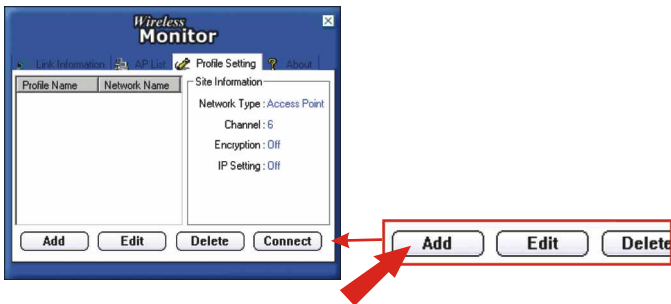 Wireless
Monitor
Link Information AP List Profile Setting ? About
Profile Name Network Name
Site Information
Network Type : Access Point
Channel : 6
Encryption : Off
IP Setting : Off
Add Edit Delete Connect
Add Edit Delete